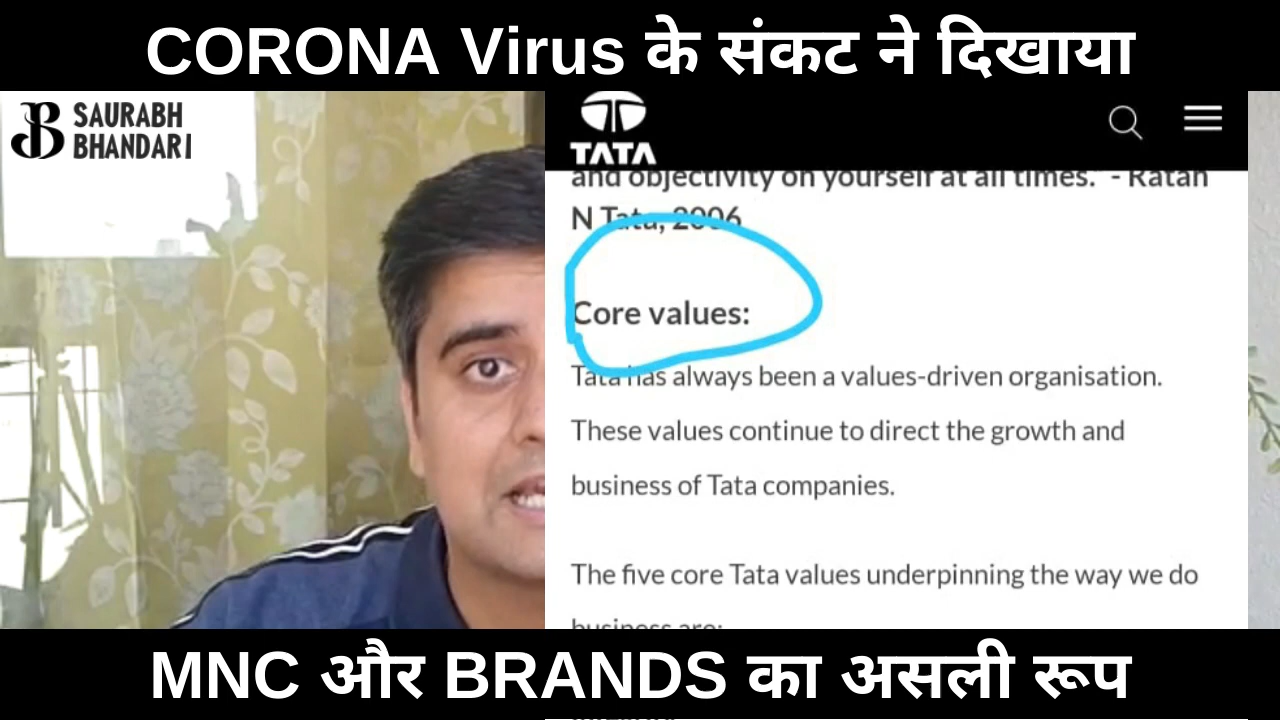 CORONA Virus के संकट ने दिखाया
SAURABH
BHANDARI
TATA
and objectivity on yourself at all times." - Ratan
N Tata, 2006
Core values:
Tata has always been a values-driven organisation.
These values continue to direct the growth and
business of Tata companies.
The five core Tata values underpinning the way we do
business are:
MNC और BRANDS का असली रूप